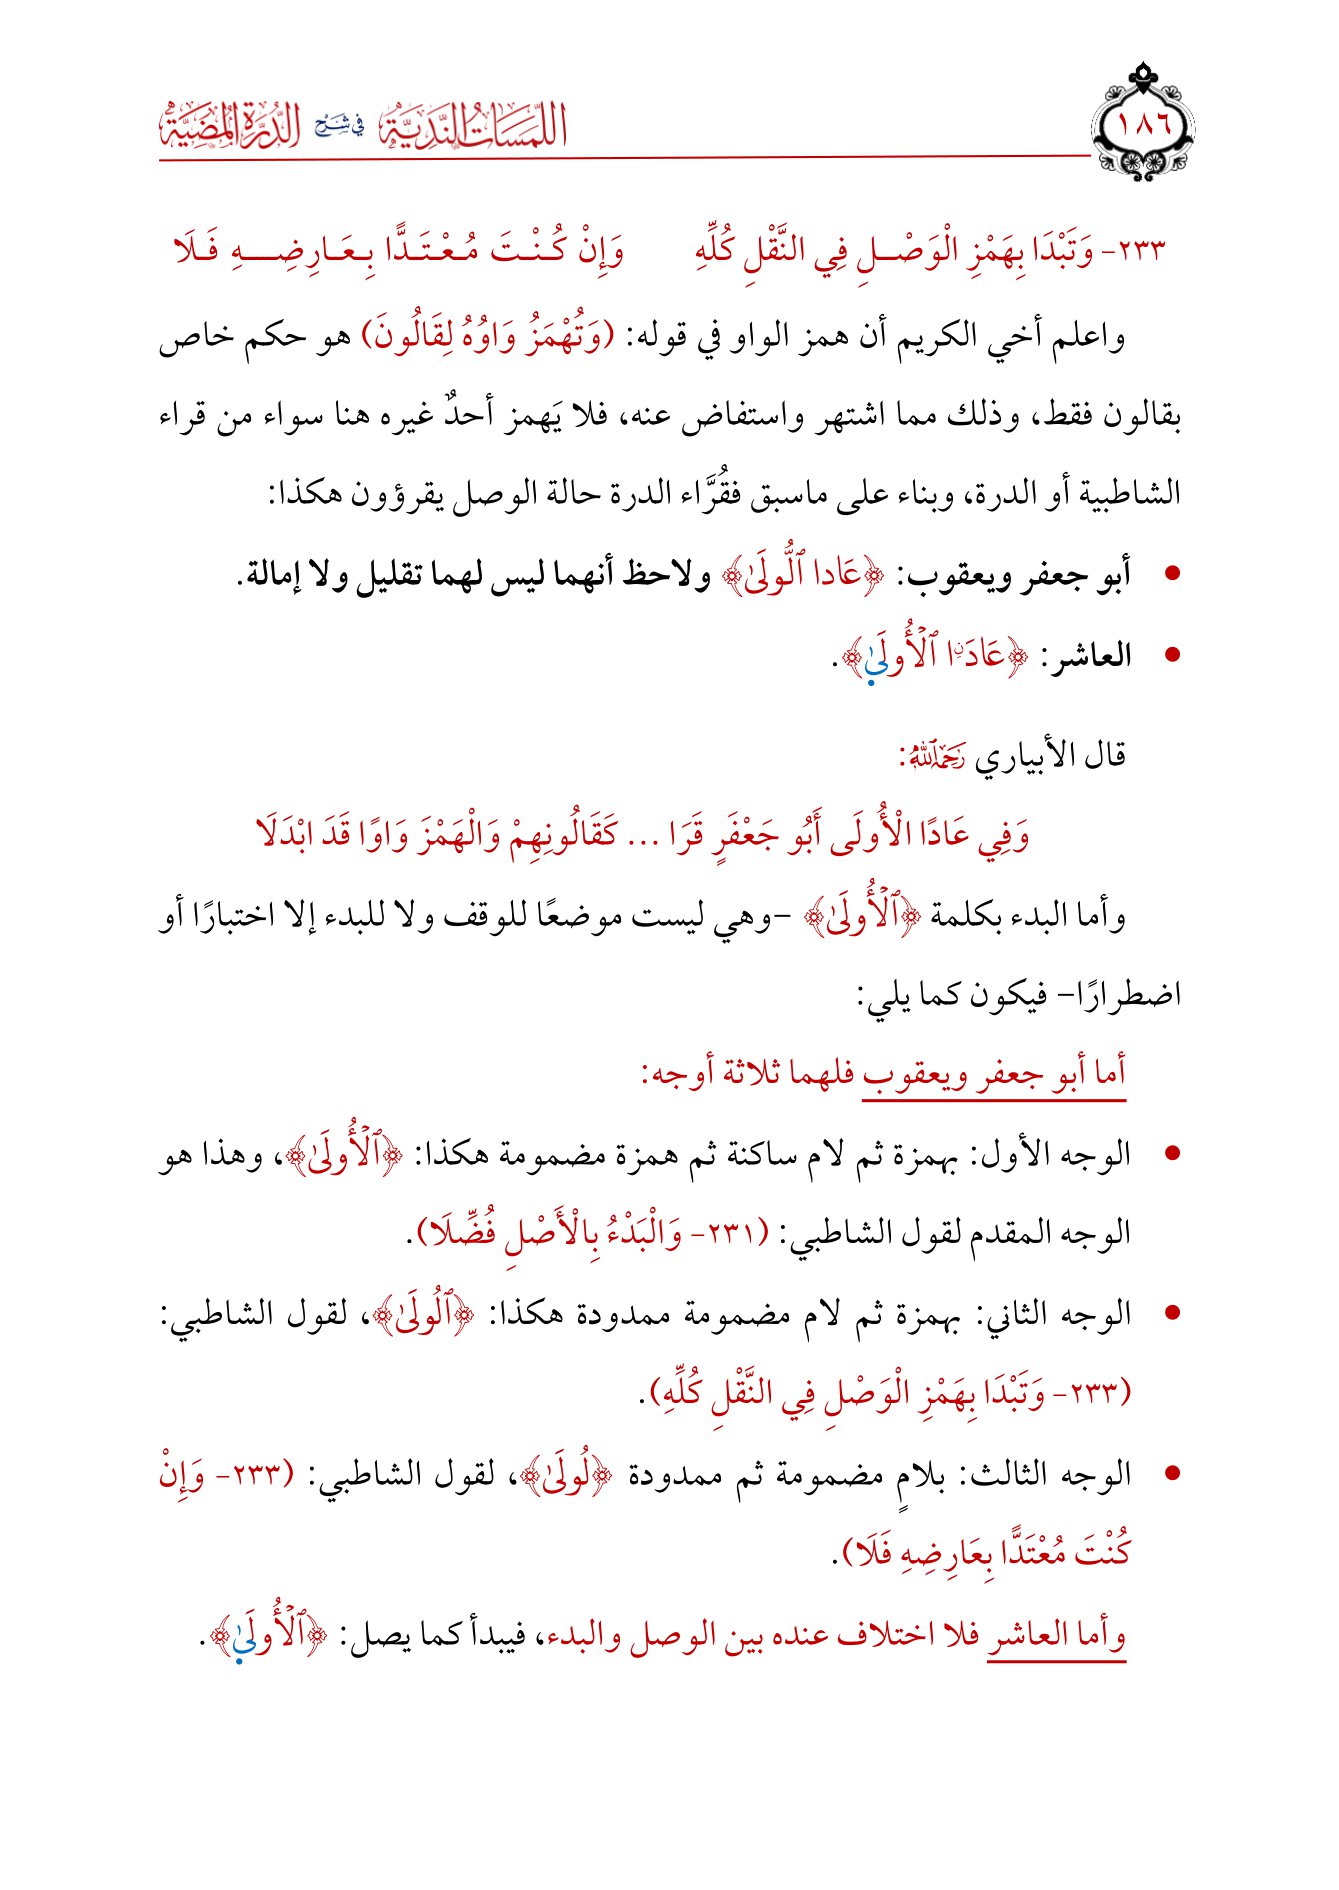 ١٨٦
اللَّمَسَاتُ النَّدِيَّةُ فِي شَرْحِ الدُّرَّةِ المُضِيَّةِ
٢٣٣- وَتَبْدَا بِهَمْزِ الْوَصْلِ فِي النَّقْلِ كُلِّهِ وَإِنْ كُنْتَ مُعْتَدًّا بِعَارِضِهِ فَلَا
واعلم أخي الكريم أن همز الواو في قوله: (وَتُهْمَزُ وَاوُهُ لِقَالُونَ) هو حكم خاص
بقالون فقط، وذلك مما اشتهر واستفاض عنه، فلا يَهمز أحدٌ غيره هنا سواء من قراء
الشاطبية أو الدرة، وبناء على ماسبق فقُرَّاء الدرة حالة الوصل يقرؤون هكذا:
• أبو جعفر ويعقوب: ﴿عَادا ٱلُّولَىٰ﴾ ولاحظ أنهما ليس لهما تقليل ولا إمالة.
• العاشر: ﴿عَادَنِا ٱلْأُولَىٰ﴾.
قال الأبياري رَحِمَهُ ٱللَّهُ:
وَفِي عَادًا الْأُولَى أَبُو جَعْفَرٍ قَرَا ... كَقَالُونِهِمْ وَالْهَمْزَ وَاوًا قَدَ ابْدَلَا
وأما البدء بكلمة ﴿ٱلْأُولَىٰ﴾ -وهي ليست موضعًا للوقف ولا للبدء إلا اختبارًا أو
اضطرارًا- فيكون كما يلي:
أما أبو جعفر ويعقوب فلهما ثلاثة أوجه:
• الوجه الأول: بهمزة ثم لام ساكنة ثم همزة مضمومة هكذا: ﴿ٱلْأُولَىٰ﴾، وهذا هو
الوجه المقدم لقول الشاطبي: (٢٣١- وَالْبَدْءُ بِالْأَصْلِ فُضِّلَا).
• الوجه الثاني: بهمزة ثم لام مضمومة ممدودة هكذا: ﴿ٱلُولَىٰ﴾، لقول الشاطبي:
(٢٣٣- وَتَبْدَا بِهَمْزِ الْوَصْلِ فِي النَّقْلِ كُلِّهِ).
• الوجه الثالث: بلامٍ مضمومة ثم ممدودة ﴿لُولَىٰ﴾، لقول الشاطبي: (٢٣٣- وَإِنْ
كُنْتَ مُعْتَدًّا بِعَارِضِهِ فَلَا).
وأما العاشر فلا اختلاف عنده بين الوصل والبدء، فيبدأ كما يصل: ﴿ٱلْأُولَىٰ﴾.